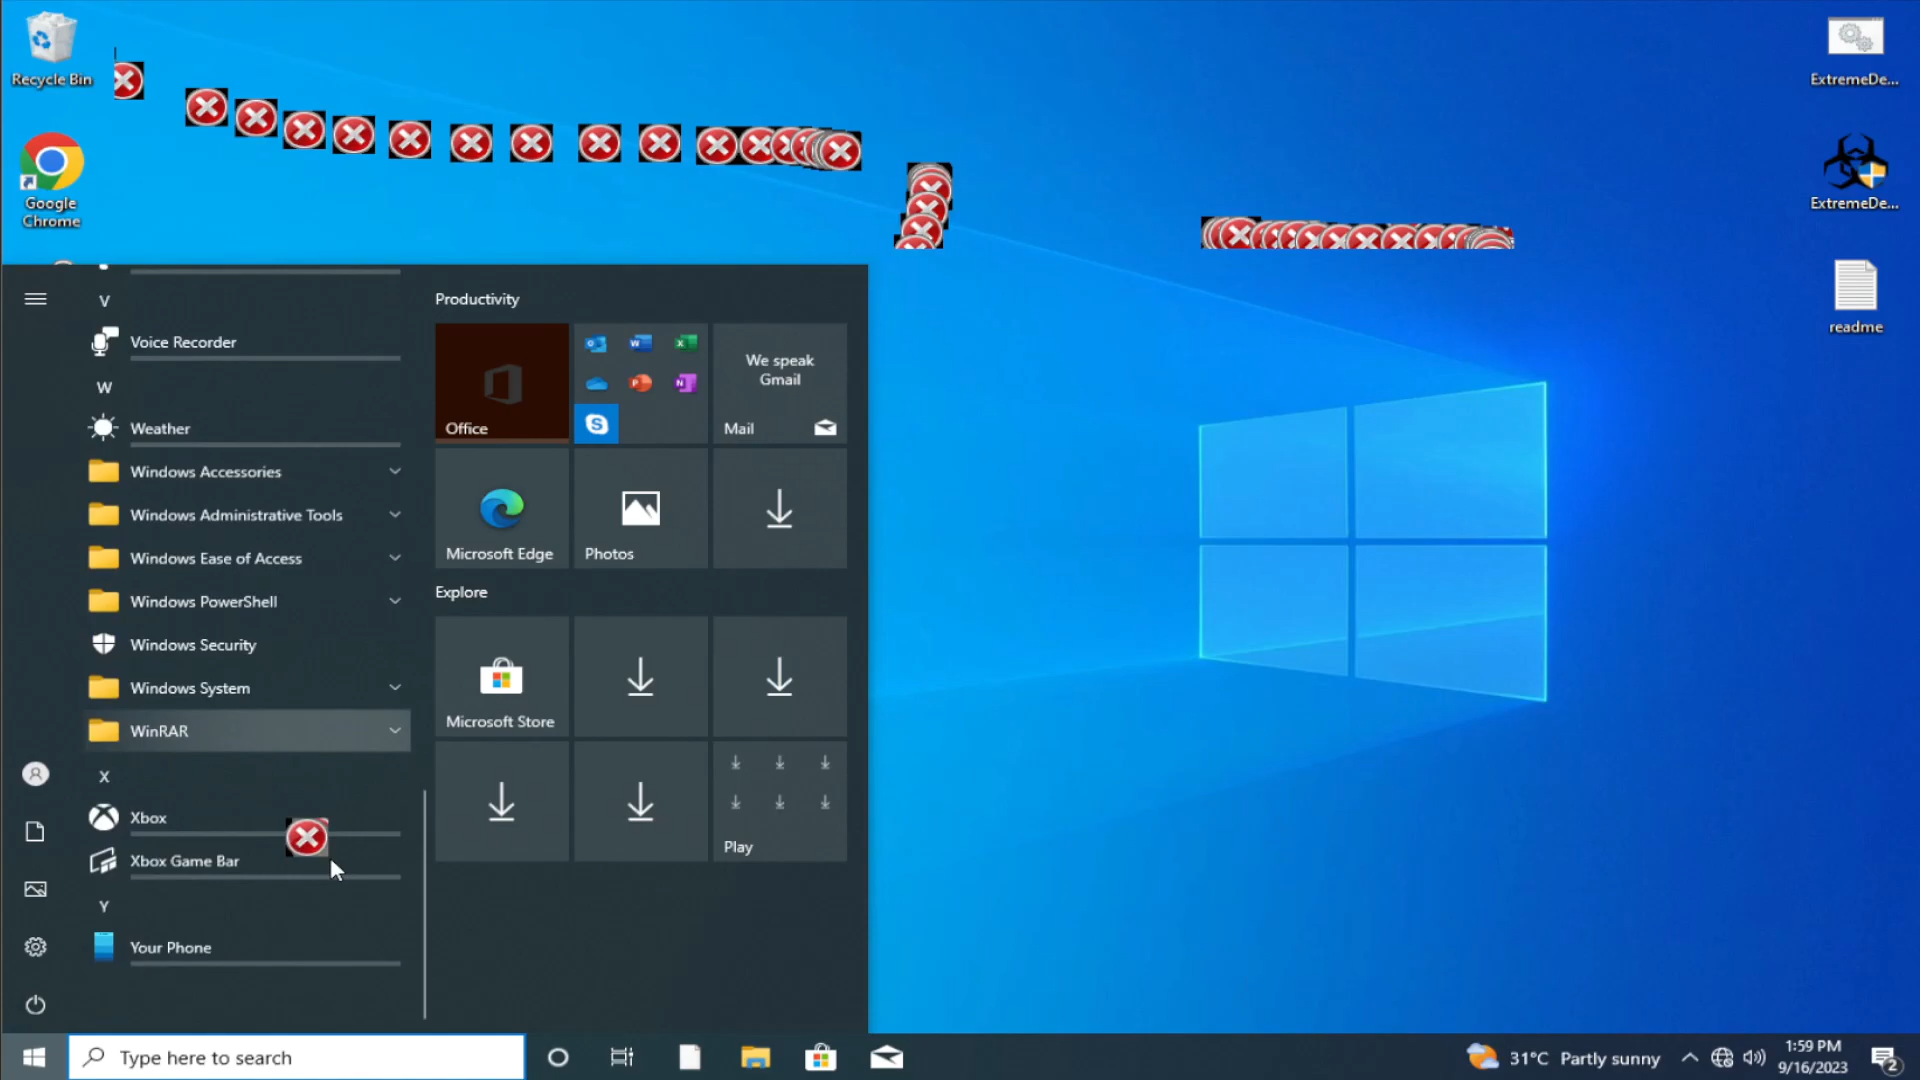 Recycle Bin
Google
Chrome
ExtremeDe...
ExtremeDe...
readme
V
Voice Recorder
W
Weather
Windows Accessories
Windows Administrative Tools
Windows Ease of Access
Windows PowerShell
Windows Security
Windows System
WinRAR
X
Xbox
Xbox Game Bar
Y
Your Phone
Productivity
Office
We speak
Gmail
Mail
Microsoft Edge
Photos
Explore
Microsoft Store
Play
Type here to search
31°C Partly sunny
1:59 PM
9/16/2023
2